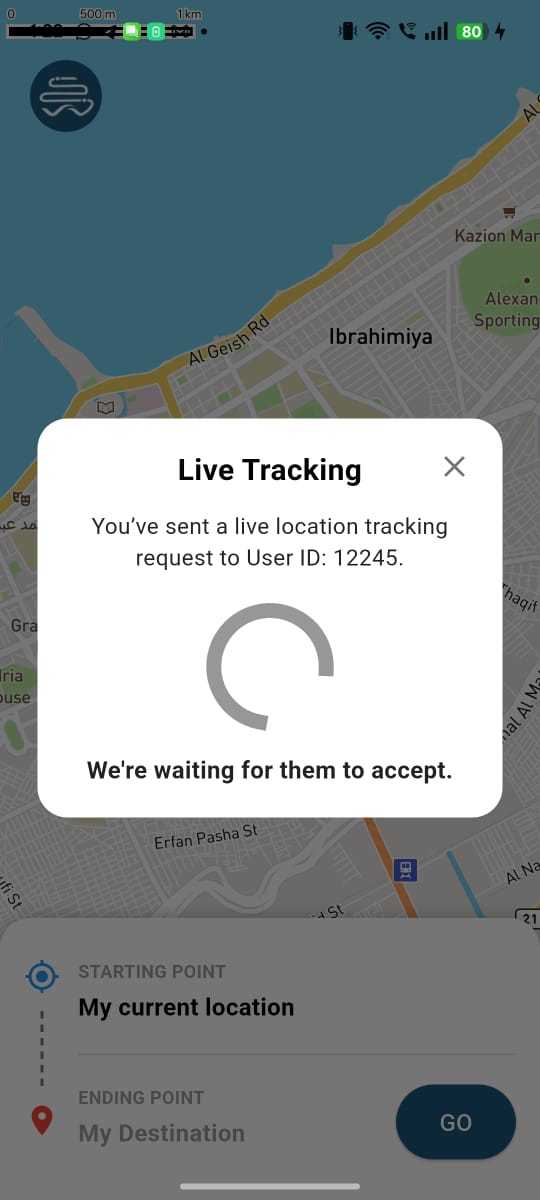 0 500 m 1 km
80
Al G
Kazion Mar
Alexan
Sporting
Ibrahimiya
Al Geish Rd
Live Tracking
You’ve sent a live location tracking
request to User ID: 12245.
We're waiting for them to accept.
Thaqif
Gra
dria
ouse
nal Al Ma
Erfan Pasha St
ufi St
Al Na
d St
21
STARTING POINT
My current location
ENDING POINT
My Destination
GO